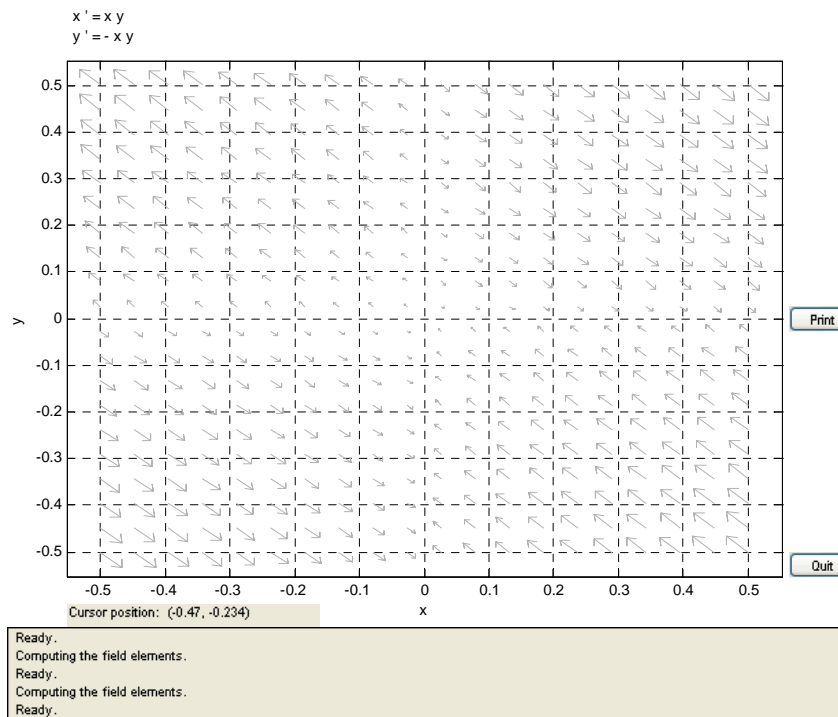 x ' = x y
y ' = - x y
0.5
0.4
0.3
0.2
0.1
0
-0.1
-0.2
-0.3
-0.4
-0.5
y
-0.5 -0.4 -0.3 -0.2 -0.1 0 0.1 0.2 0.3 0.4 0.5
x
Print
Quit
Cursor position: (-0.47, -0.234)
Ready.
Computing the field elements.
Ready.
Computing the field elements.
Ready.